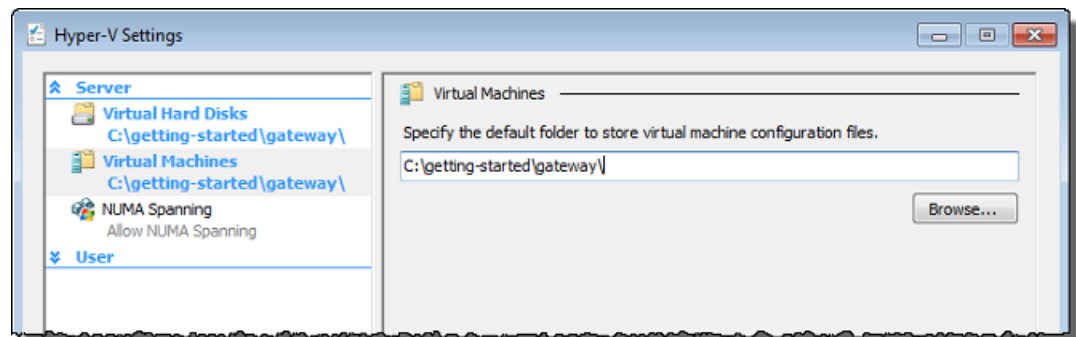 Hyper-V Settings
Server
Virtual Hard Disks
C:\getting-started\gateway\
Virtual Machines
C:\getting-started\gateway\
NUMA Spanning
Allow NUMA Spanning
User
Virtual Machines
Specify the default folder to store virtual machine configuration files.
C:\getting-started\gateway\
Browse...